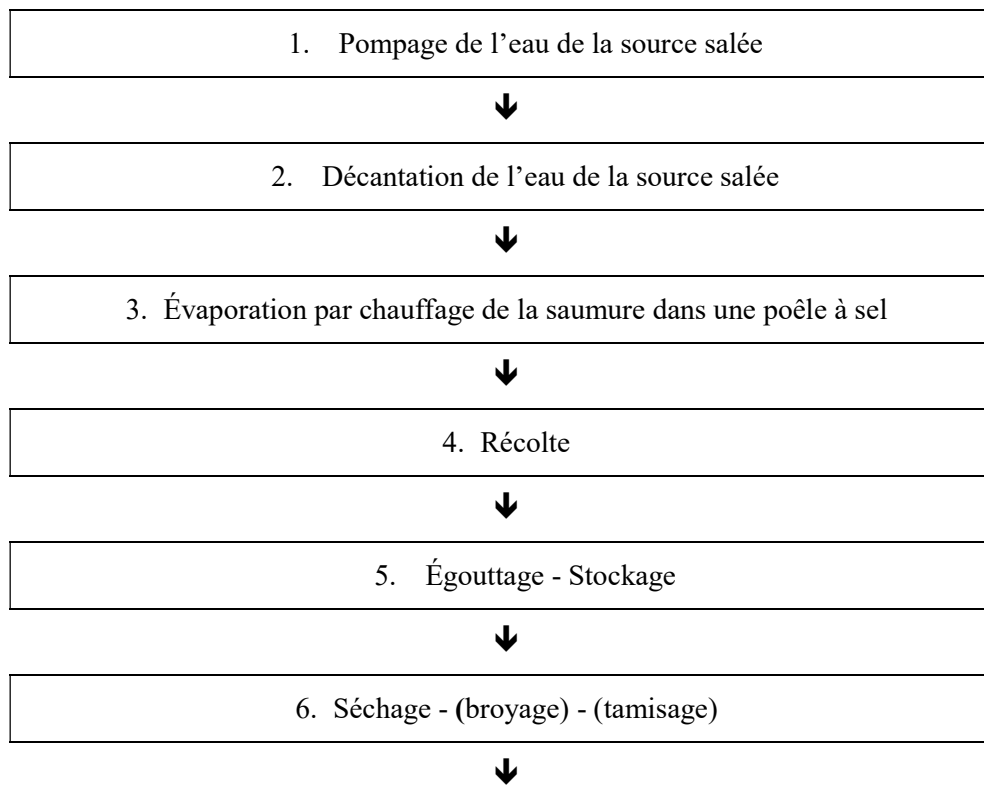 1. Pompage de l’eau de la source salée
🡻
2. Décantation de l’eau de la source salée
🡻
3. Évaporation par chauffage de la saumure dans une poêle à sel
🡻
4. Récolte
🡻
5. Égouttage - Stockage
🡻
6. Séchage - (broyage) - (tamisage)
🡻